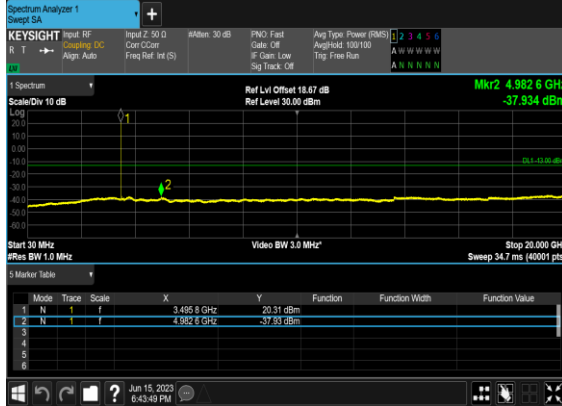 Spectrum Analyzer 1
Swept SA
+
KEYSIGHT Input: RF Input Z: 50 Ω #Atten: 30 dB PNO: Fast Avg Type: Power (RMS) 1 2 3 4 5 6
R T Coupling: DC Corr CCorr Gate: Off Avg|Hold: 100/100 A W W W W W
Align: Auto Freq Ref: Int (S) IF Gain: Low Trig: Free Run
Sig Track: Off A N N N N N
1 Spectrum Ref Lvl Offset 18.67 dB Mkr2 4.982 6 GHz
Scale/Div 10 dB Ref Level 30.00 dBm -37.934 dBm
Log
20.0
10.0
0.00
-10.0
-20.0
-30.0
-40.0
-50.0
-60.0
1
DL1 -13.00 dBm
2
Start 30 MHz Video BW 3.0 MHz* Stop 20.000 GH
#Res BW 1.0 MHz Sweep 34.7 ms (40001 pts
5 Marker Table
Mode Trace Scale X Y Function Function Width Function Value
1 N 1 f 3.495 8 GHz 20.31 dBm
2 N 1 f 4.982 6 GHz -37.93 dBm
3
4
5
6
? Jun 15, 2023
6:43:49 PM